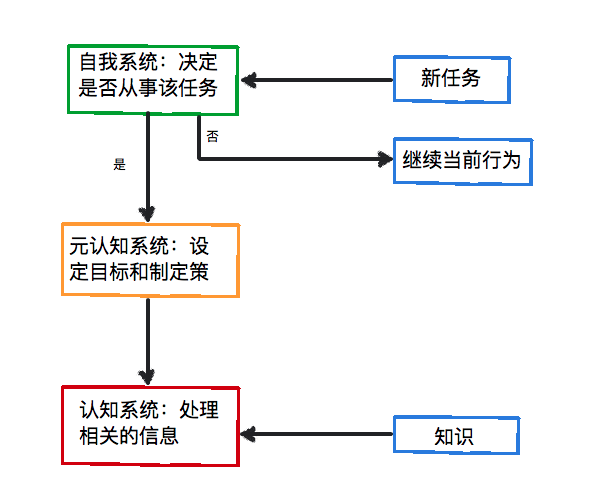 自我系统：决定
是否从事该任务
新任务
否
是
继续当前行为
元认知系统：设
定目标和制定策
认知系统：处理
相关的信息
知识